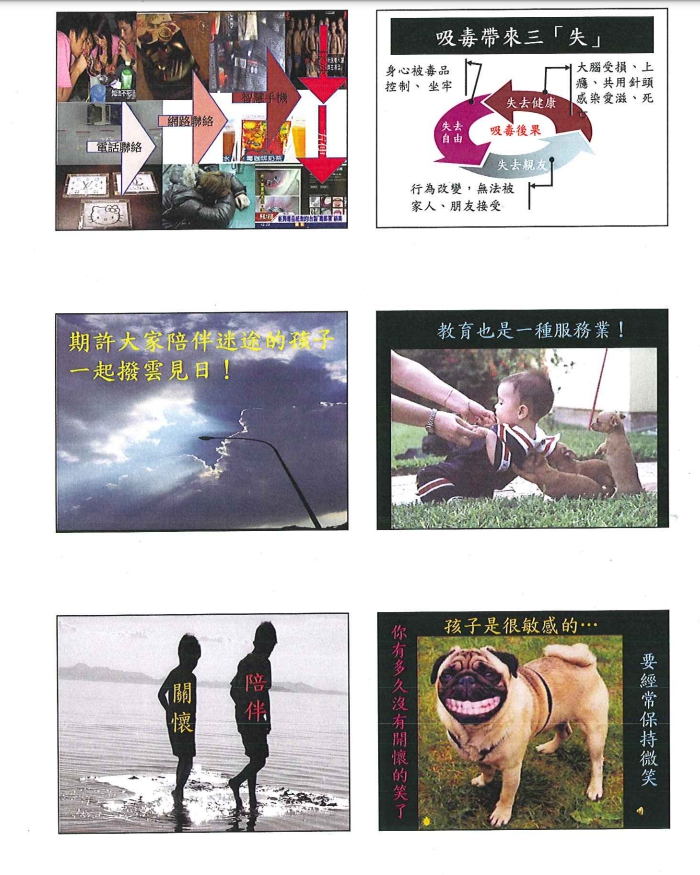 電話聯絡
網路聯絡
智慧手機
吸毒帶來三「失」
身心被毒品
控制、坐牢
大腦受損、上
癮、共用針頭
感染愛滋、死
亡
失去健康
失去
自由
吸毒後果
失去親友
行為改變，無法被
家人、朋友接受
期許大家陪伴迷途的孩子
一起撥雲見日！
教育也是一種服務業！
關懷
陪伴
孩子是很敏感的…
你有多久沒有開懷的笑了
要經常保持微笑